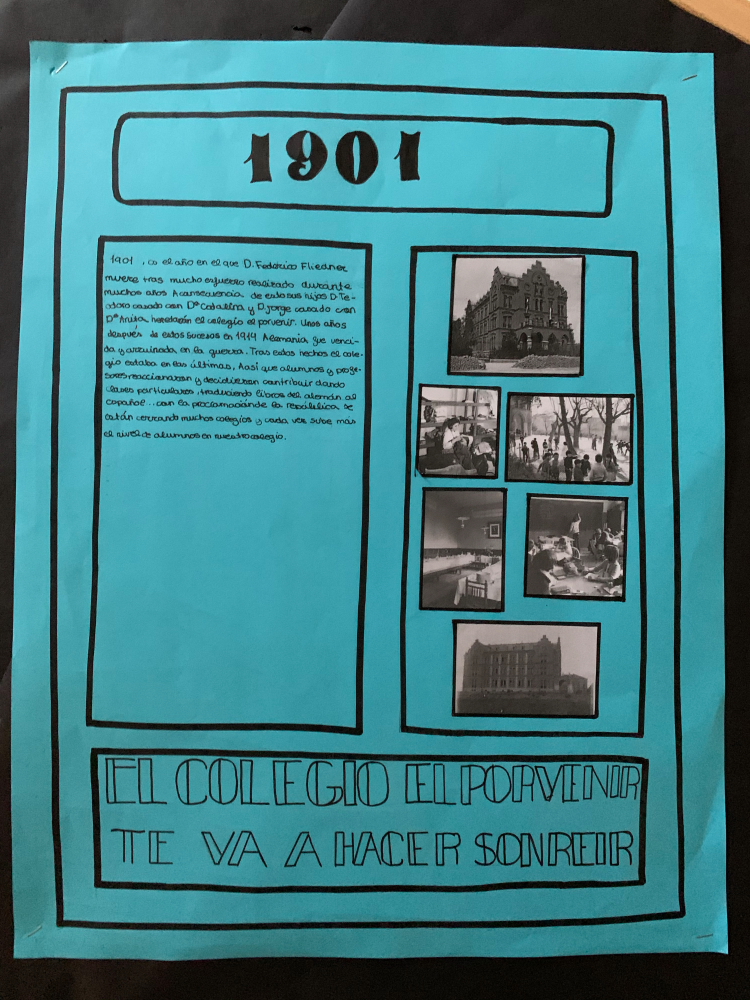 1901
1901, es el año en el que D. Federico Fliedner
muere tras mucho esfuerzo realizado durante
muchos años A consecuencia de esto sus hijos D. Te-
odoro casado con Dª Catalina y D. Jorge casado con
Dª Anita heredarón el colegio el porvenir. Unos años
después de estos sucesos en 1914 Alemania fue venci-
da y arruinada en la guerra. Tras estos hechos el cole-
gio estaba en las últimas, Aasí que alumnos y profe-
sores reaccionaron y decidieron contribuir dando
clases particulares, traduciendo libros del alemán al
español... con la proclamaciónde la república se
están cerrando muchos colegios y cada vez sube más
el nivel de alumnos en nuestro colegio.
EL COLEGIO EL PORVENIR
TE VA A HACER SONREIR